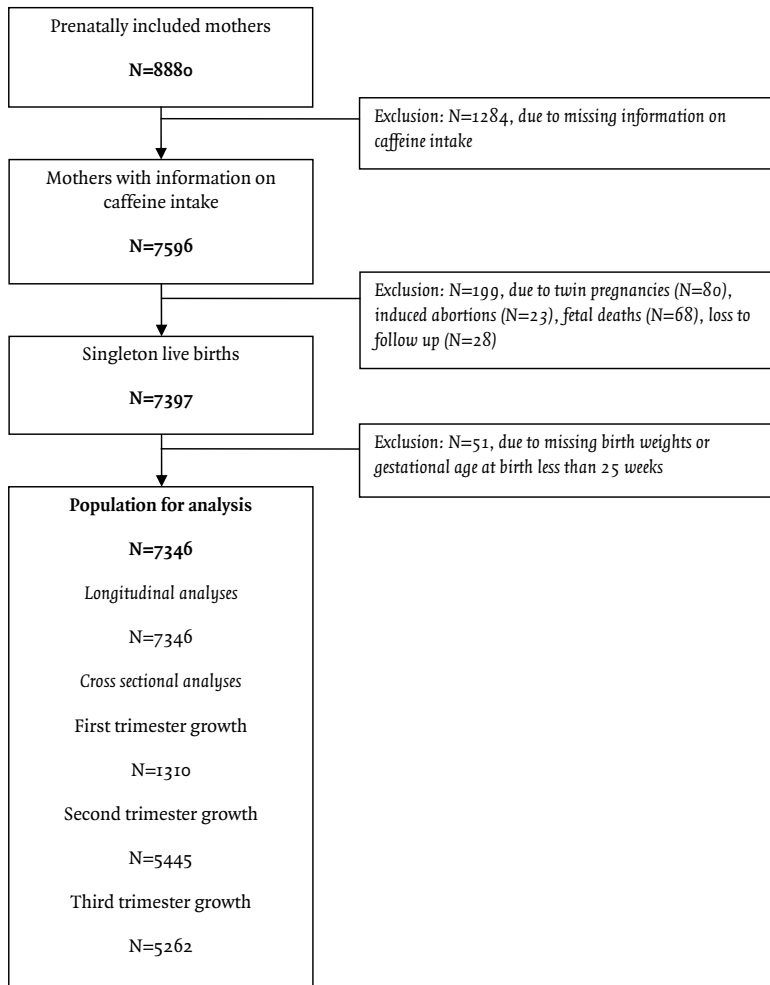 Prenatally included mothers
N=8880
Exclusion: N=1284, due to missing information on
caffeine intake
Mothers with information on
caffeine intake
N=7596
Exclusion: N=199, due to twin pregnancies (N=80),
induced abortions (N=23), fetal deaths (N=68), loss to
follow up (N=28)
Singleton live births
N=7397
Exclusion: N=51, due to missing birth weights or
gestational age at birth less than 25 weeks
Population for analysis
N=7346
Longitudinal analyses
N=7346
Cross sectional analyses
First trimester growth
N=1310
Second trimester growth
N=5445
Third trimester growth
N=5262